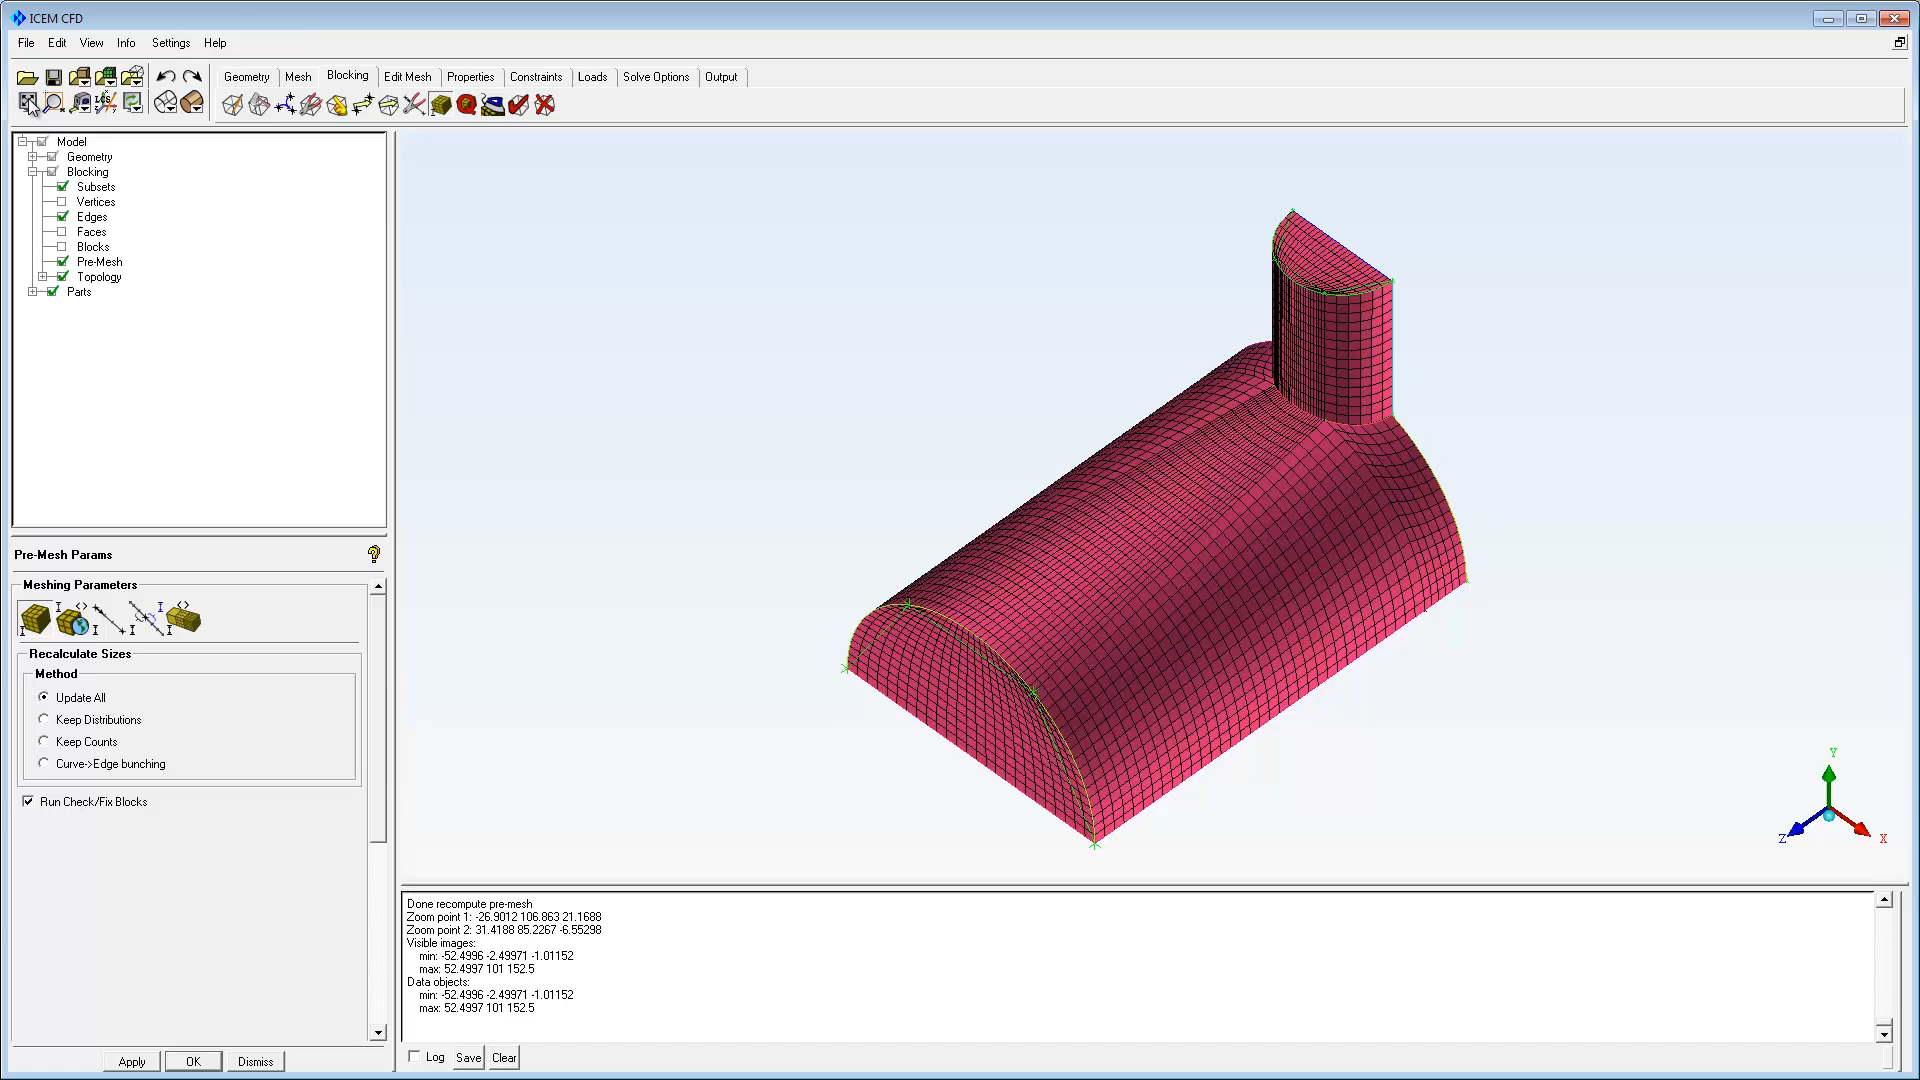 ICEM CFD
File Edit View Info Settings Help
Geometry Mesh Blocking Edit Mesh Properties Constraints Loads Solve Options Output
LCS
Model
Geometry
Blocking
Subsets
Vertices
Edges
Faces
Blocks
Pre-Mesh
Topology
Parts
Pre-Mesh Params
Meshing Parameters
Recalculate Sizes
Method
Update All
Keep Distributions
Keep Counts
Curve->Edge bunching
Run Check/Fix Blocks
Apply OK Dismiss
Y
Z
X
Done recompute pre-mesh
Zoom point 1: -26.9012 106.863 21.1688
Zoom point 2: 31.4188 85.2267 -6.55298
Visible images:
min: -52.4996 -2.49971 -1.01152
max: 52.4997 101 152.5
Data objects:
min: -52.4996 -2.49971 -1.01152
max: 52.4997 101 152.5
Log Save Clear